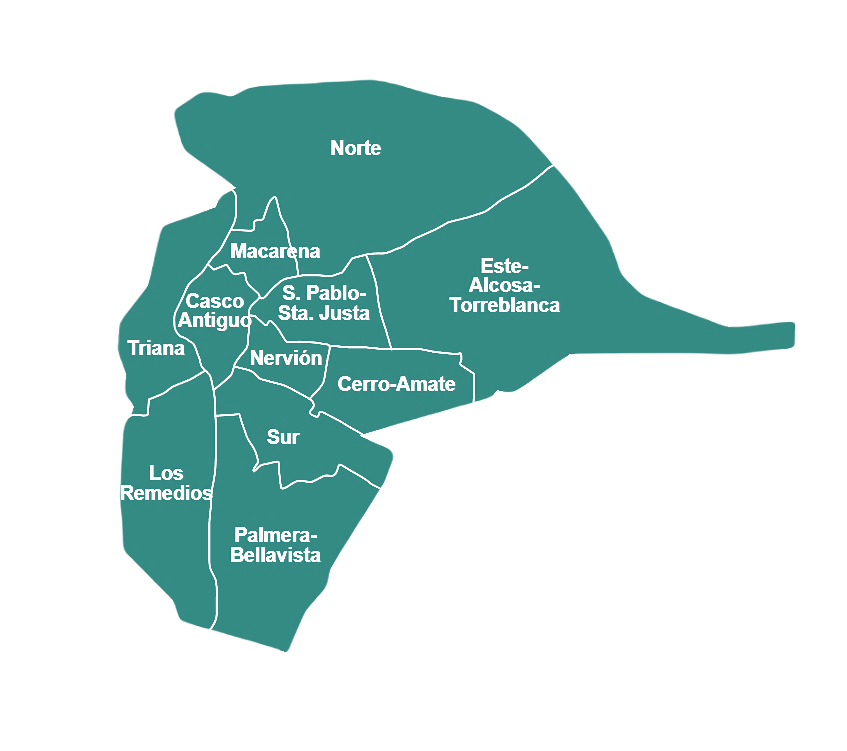 Norte
Macarena
Este-
Alcosa-
Torreblanca
S. Pablo-
Sta. Justa
Casco
Antiguo
Triana
Nervión
Cerro-Amate
Sur
Los
Remedios
Palmera-
Bellavista